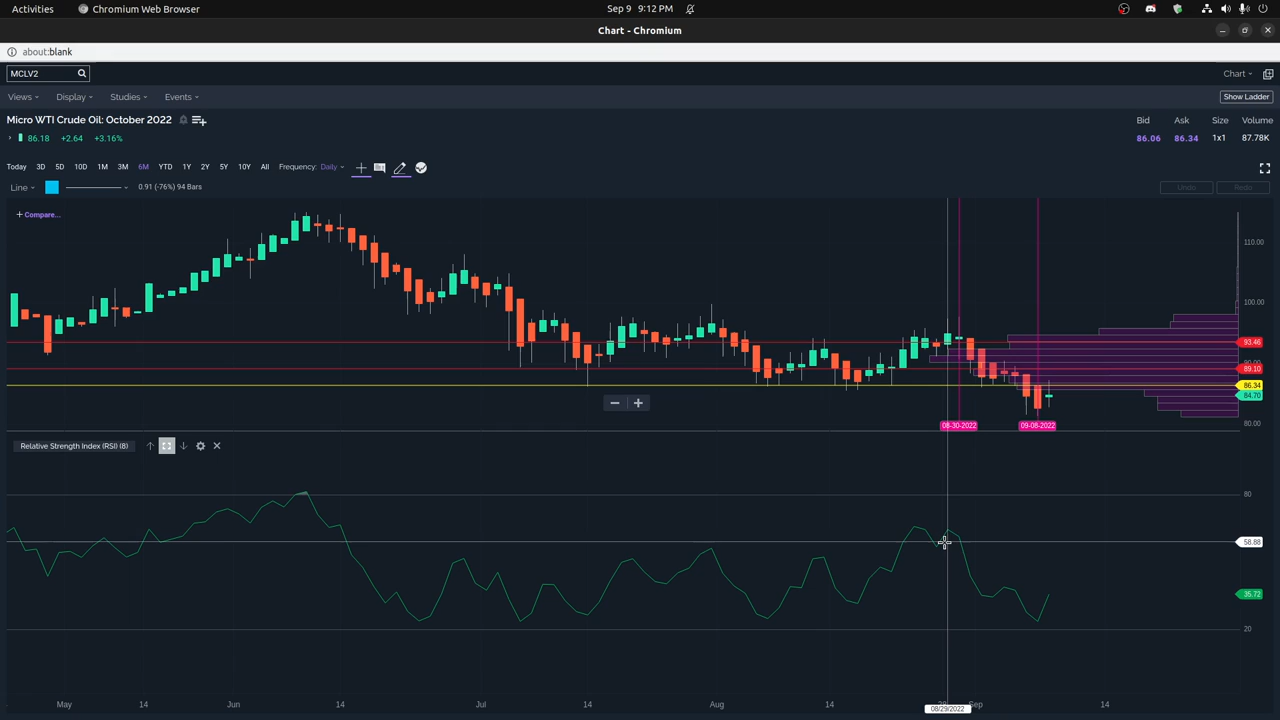 Activities Chromium Web Browser Sep 9 9:12 PM
Chart - Chromium
about:blank
MCLV2 Chart
Views Display Studies Events Show Ladder
Micro WTI Crude Oil: October 2022 Bid Ask Size Volume
86.18 +2.64 +3.16% 86.06 86.34 1x1 87.78K
Today 3D 5D 10D 1M 3M 6M YTD 1Y 2Y 5Y 10Y All Frequency: Daily
Line 0.91 (-76%) 94 Bars Undo Redo
+ Compare...
110.00
100.00
93.46
89.10
86.34
84.70
80.00
08-30-2022 09-08-2022
Relative Strength Index (RSI) (8)
80
58.88
35.72
20
May 14 Jun 14 Jul 14 Aug 14 Sep 14
08/29/2022